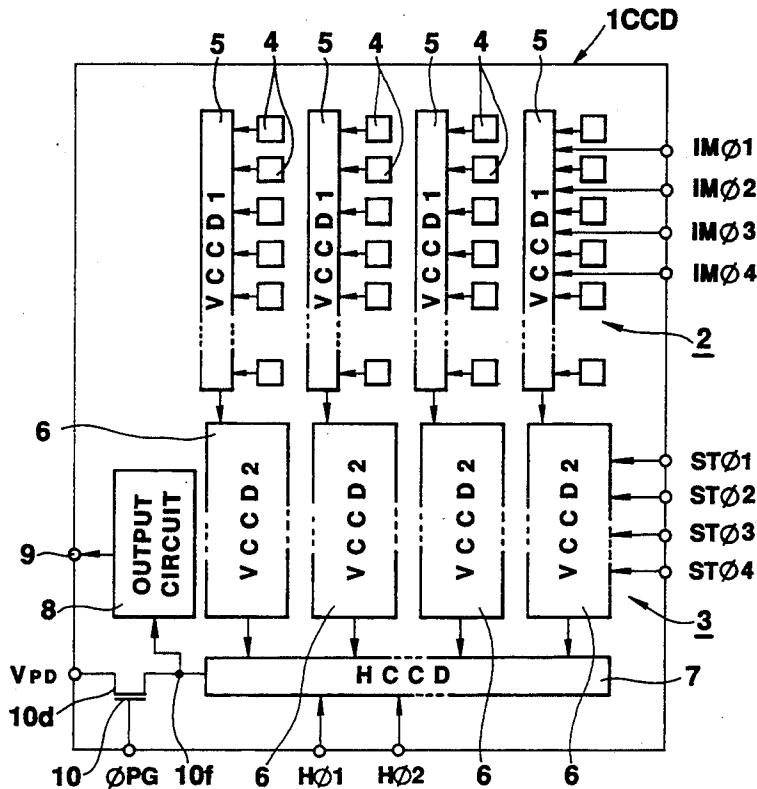 1CCD
5 4 5 4 5 4 5
VCCD1 VCCD1 VCCD1 VCCD1
IMØ1
IMØ2
IMØ3
IMØ4
2
6
VCCD2 VCCD2 VCCD2 VCCD2
STØ1
STØ2
STØ3
STØ4
OUTPUT
CIRCUIT
9
8
3
VPD
HCCD
7
10d
10 ØPG 10f 6 HØ1 HØ2 6 6